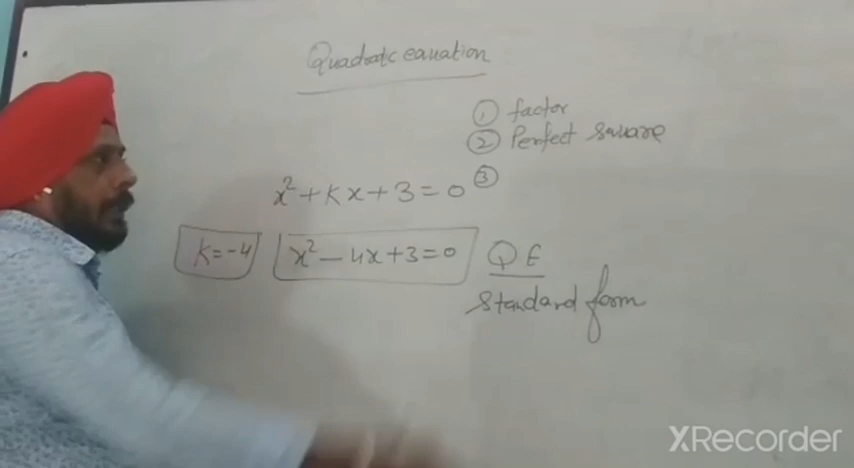 Quadratic equation
① factor
② Perfect square
③
x² + Kx + 3 = 0
K = -4
x² - 4x + 3 = 0
Q E
Standard form
XRecorder